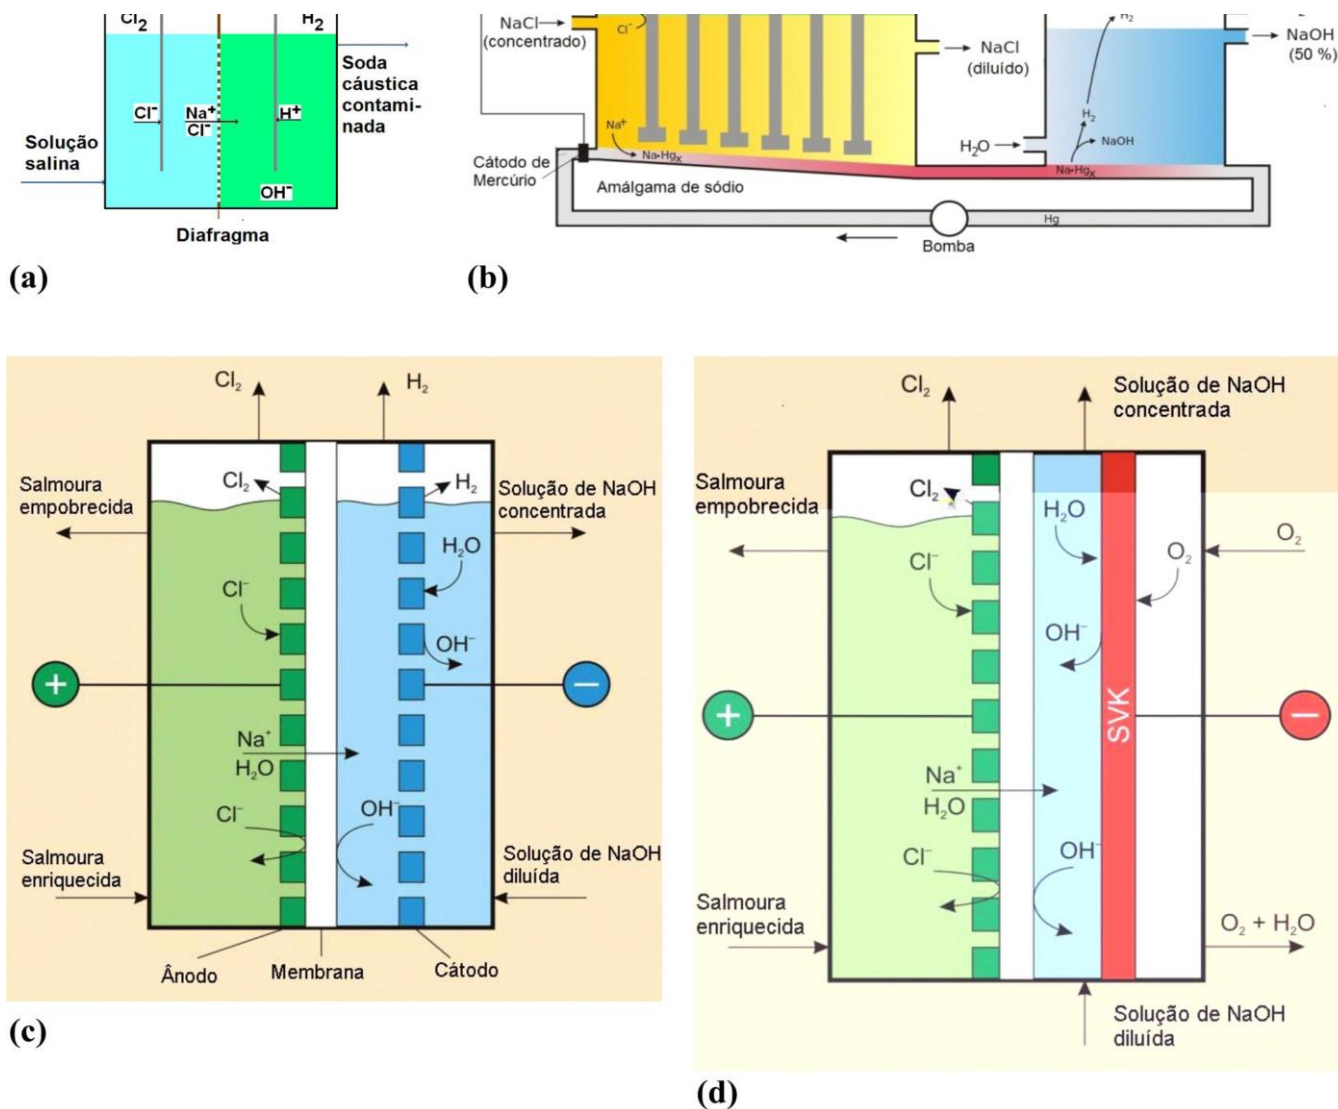 Cl2
H2
Cl⁻
Na⁺
Cl⁻
H⁺
OH⁻
Solução
salina
Soda
cáustica
contami-
nada
Diafragma
(a)
NaCl
(concentrado)
Cl⁻
Na⁺
Na-Hgx
Cátodo de
Mercúrio
Amálgama de sódio
NaCl
(diluído)
H2O
H2
H2
NaOH
Na-Hgx
NaOH
(50 %)
Hg
Bomba
(b)
Cl2
H2
Salmoura
empobrecida
Cl2
H2
Solução de NaOH
concentrada
H2O
Cl⁻
OH⁻
+
−
Na⁺
H2O
Cl⁻
OH⁻
Salmoura
enriquecida
Solução de NaOH
diluída
Ânodo
Membrana
Cátodo
(c)
Cl2
Solução de NaOH
concentrada
Salmoura
empobrecida
Cl2
H2O
O2
O2
Cl⁻
OH⁻
+
SVK
−
Na⁺
H2O
Cl⁻
OH⁻
Salmoura
enriquecida
O2 + H2O
Solução de NaOH
diluída
(d)